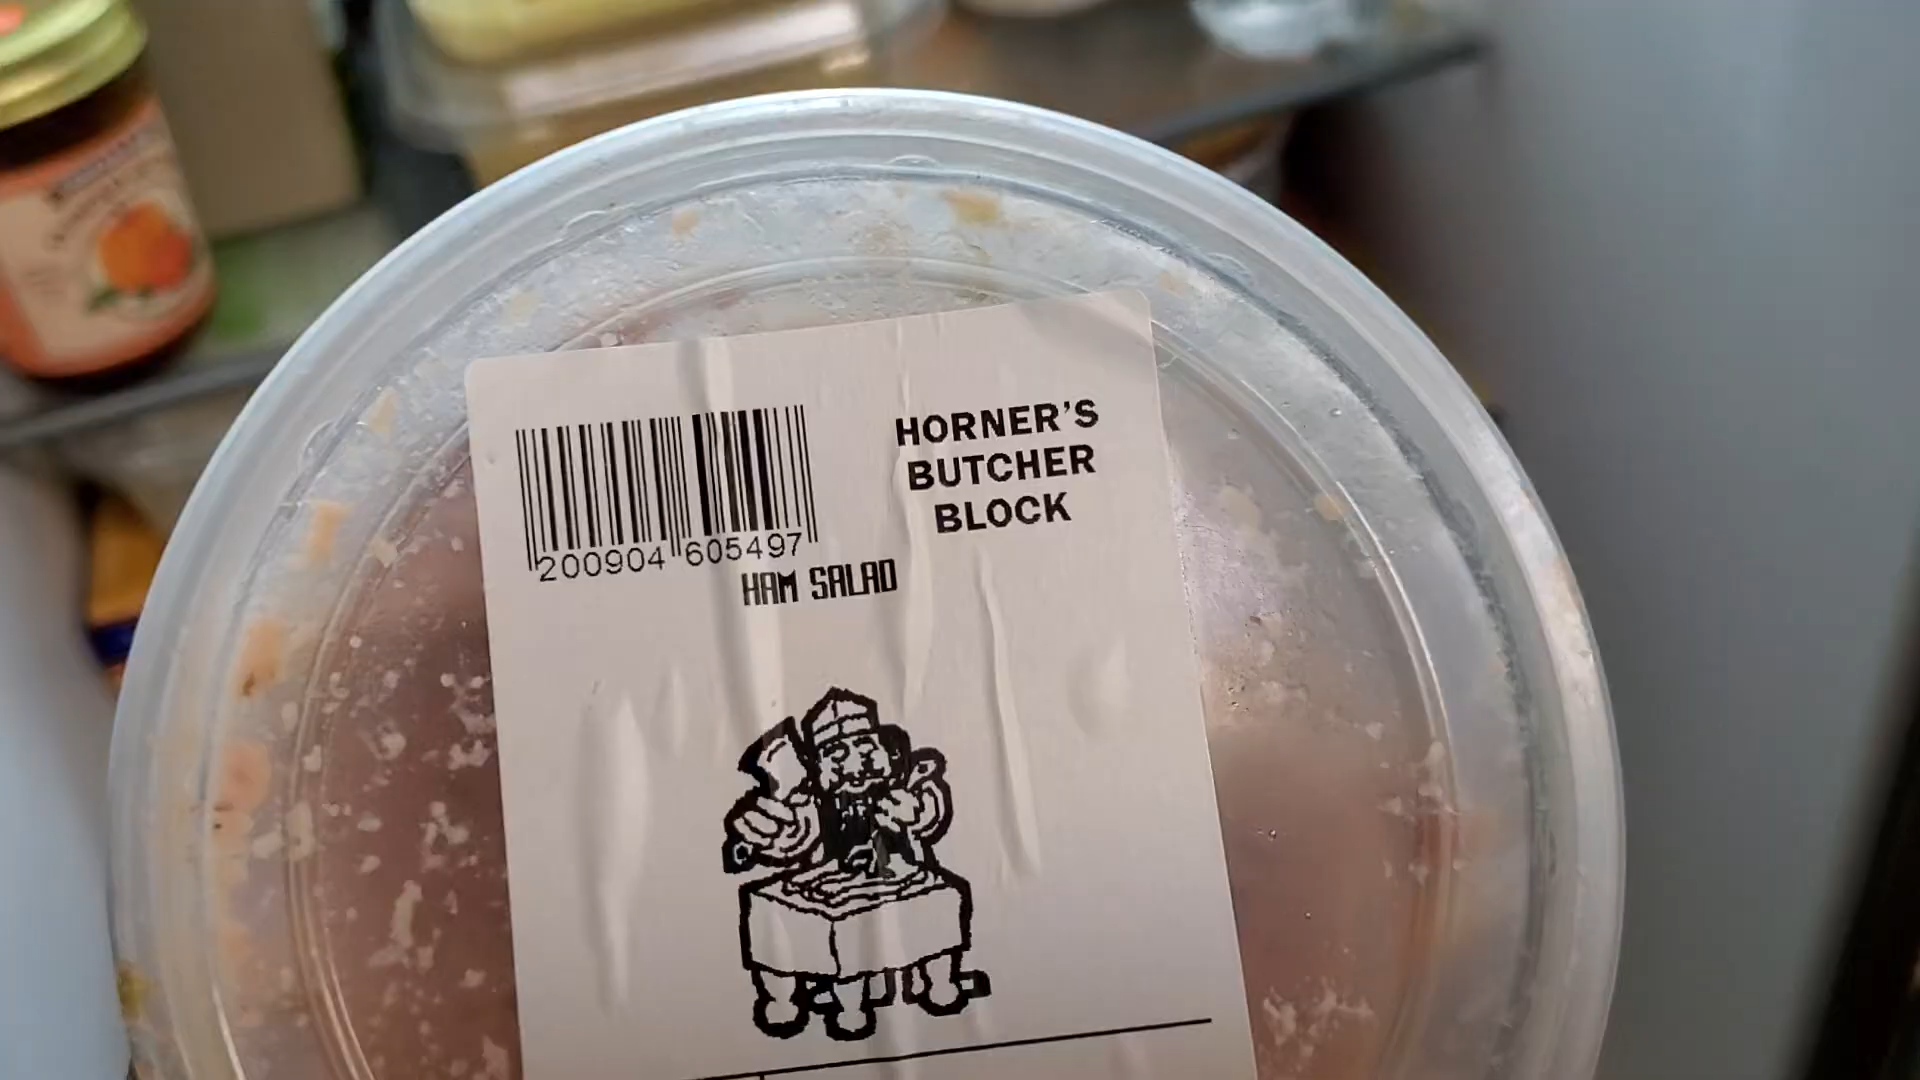 HORNER'S
BUTCHER
BLOCK
200904 605497
HAM SALAD